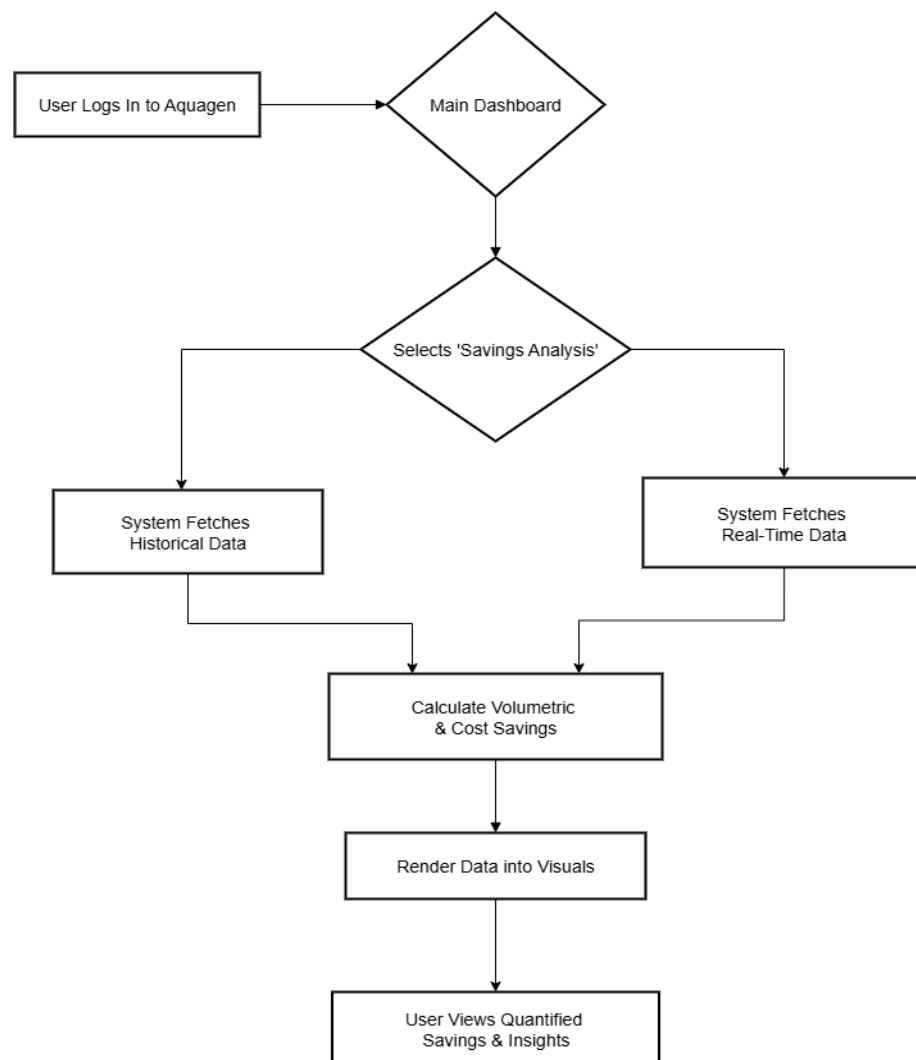 User Logs In to Aquagen
Main Dashboard
Selects 'Savings Analysis'
System Fetches
Historical Data
System Fetches
Real-Time Data
Calculate Volumetric
& Cost Savings
Render Data into Visuals
User Views Quantified
Savings & Insights